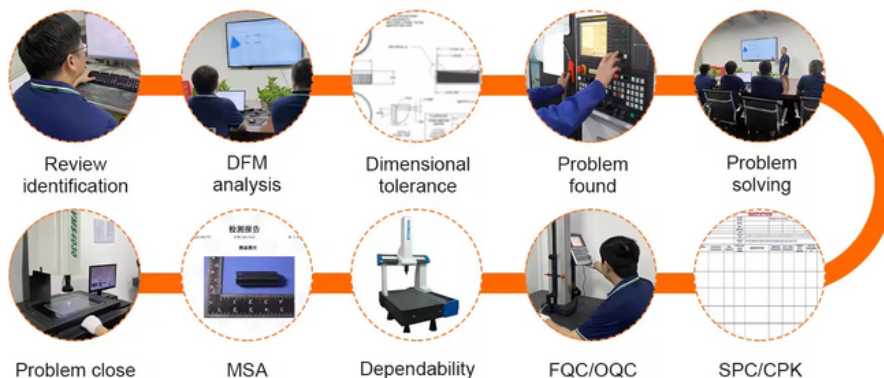 Review
identification
DFM
analysis
Dimensional
tolerance
Problem
found
Problem
solving
VMS4030
检测报告
Problem close
MSA
Dependability
FQC/OQC
SPC/CPK